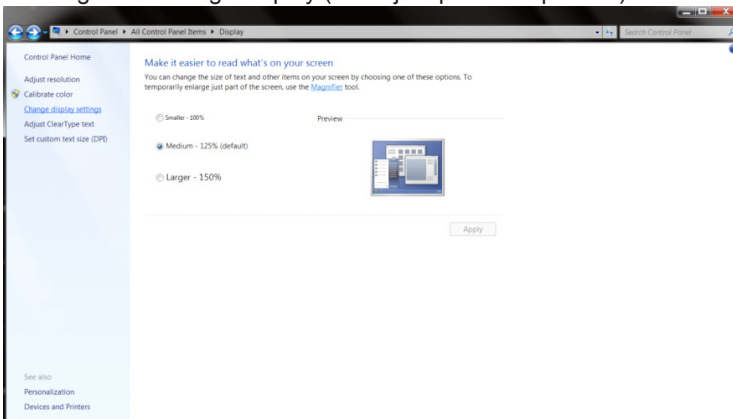 Control Panel ▸ All Control Panel Items ▸ Display
Search Control Panel
Control Panel Home
Adjust resolution
Calibrate color
Change display settings
Adjust ClearType text
Set custom text size (DPI)
Make it easier to read what's on your screen
You can change the size of text and other items on your screen by choosing one of these options. To
temporarily enlarge just part of the screen, use the Magnifier tool.
Smaller - 100%
Preview
Medium - 125% (default)
Larger - 150%
Apply
See also
Personalization
Devices and Printers